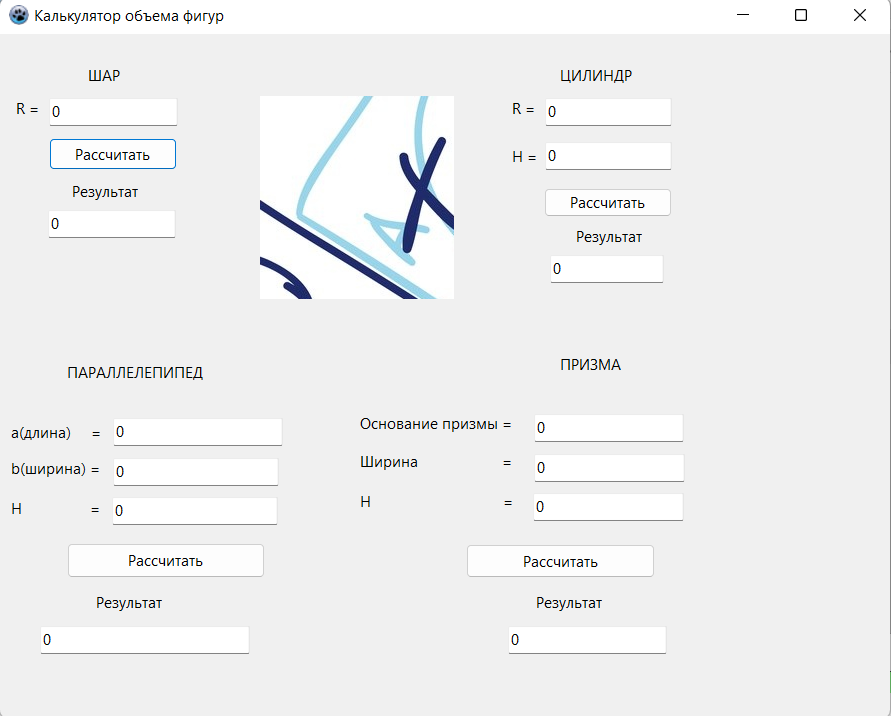 Калькулятор объема фигур
ШАР
R =
0
Рассчитать
Результат
0
ЦИЛИНДР
R =
0
H =
0
Рассчитать
Результат
0
ПАРАЛЛЕЛЕПИПЕД
а(длина) =
0
b(ширина) =
0
H =
0
Рассчитать
Результат
0
ПРИЗМА
Основание призмы =
0
Ширина =
0
H =
0
Рассчитать
Результат
0